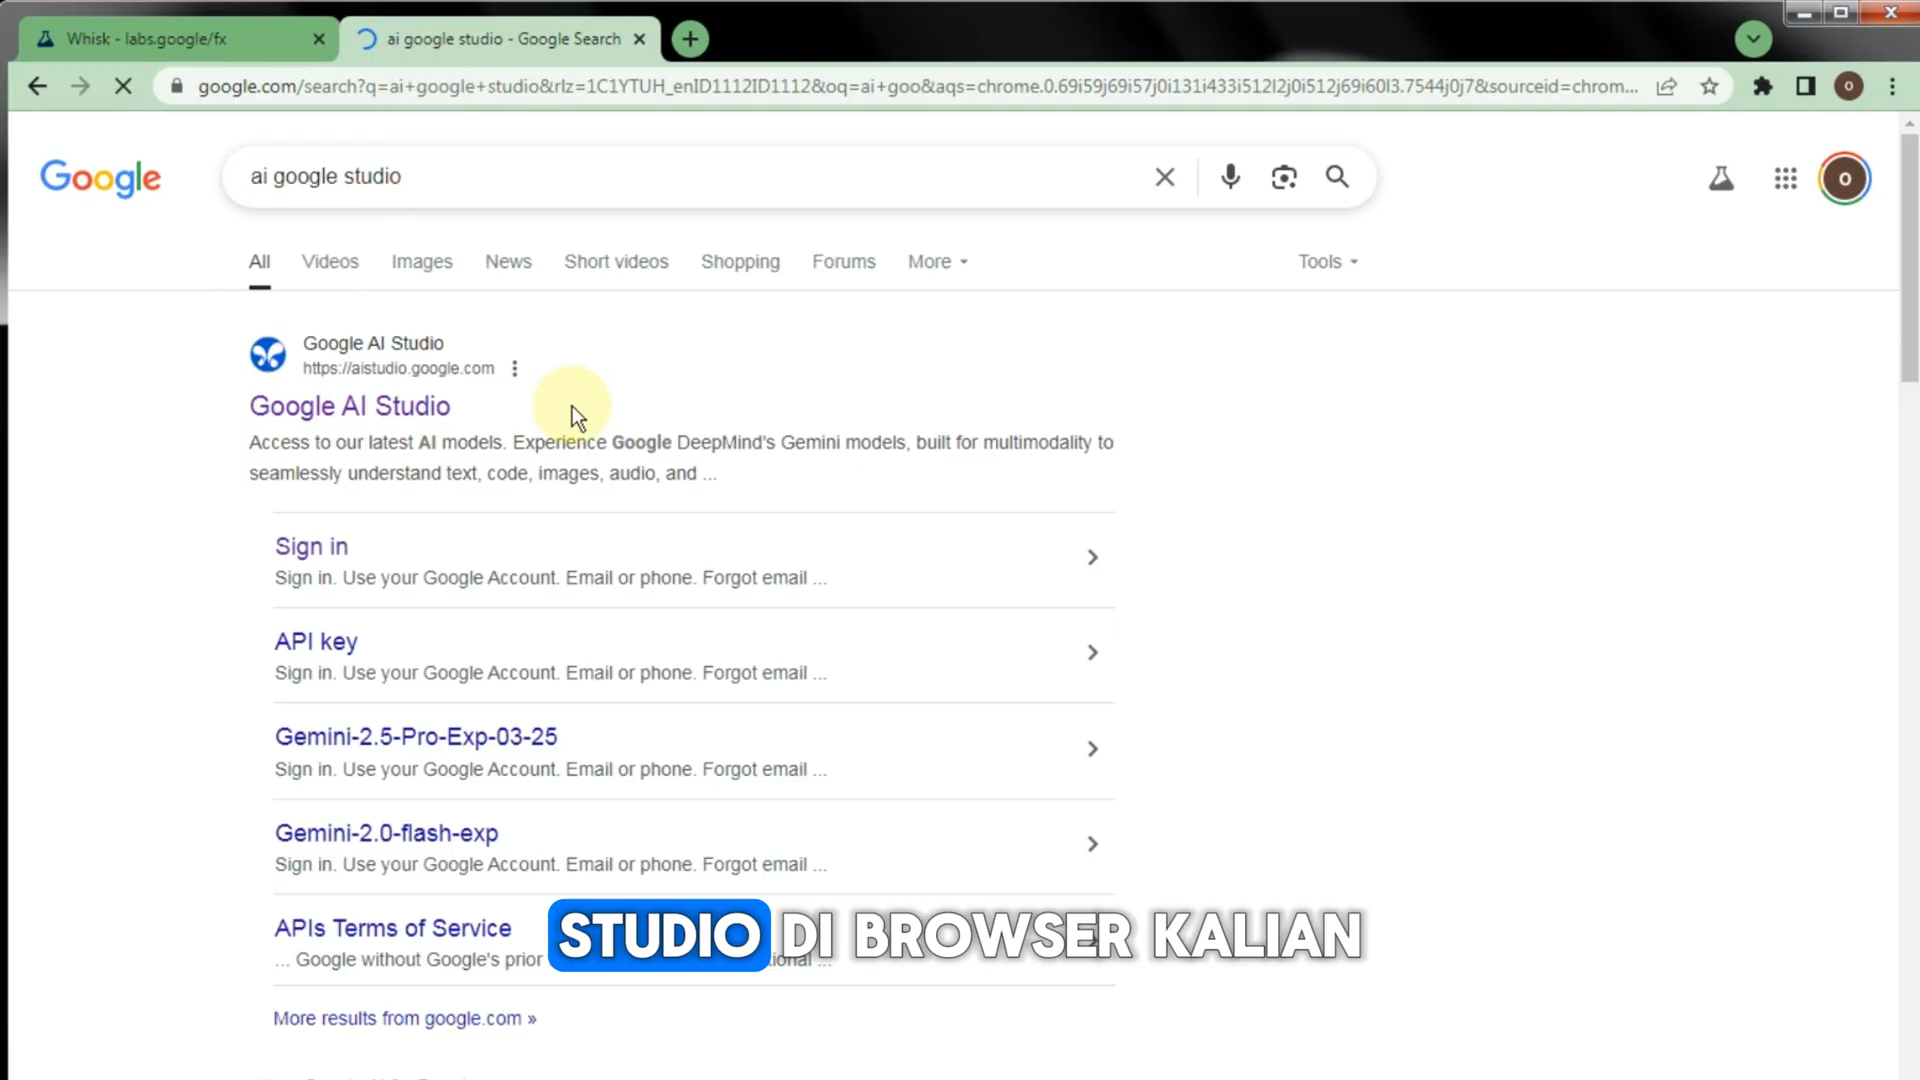 Whisk - labs.google/fx
ai google studio - Google Search
google.com/search?q=ai+google+studio&rlz=1C1YTUH_enID1112ID1112&oq=ai+goo&aqs=chrome.0.69i59j69i57j0i131i433i512l2j0i512j69i60l3.7544j0j7&sourceid=chrom...
Google
ai google studio
All Videos Images News Short videos Shopping Forums More Tools
Google AI Studio
https://aistudio.google.com
Google AI Studio
Access to our latest AI models. Experience Google DeepMind's Gemini models, built for multimodality to
seamlessly understand text, code, images, audio, and ...
Sign in
Sign in. Use your Google Account. Email or phone. Forgot email ...
API key
Sign in. Use your Google Account. Email or phone. Forgot email ...
Gemini-2.5-Pro-Exp-03-25
Sign in. Use your Google Account. Email or phone. Forgot email ...
Gemini-2.0-flash-exp
Sign in. Use your Google Account. Email or phone. Forgot email ...
APIs Terms of Service
STUDIO DI BROWSER KALIAN
... Google without Google's prior
More results from google.com »